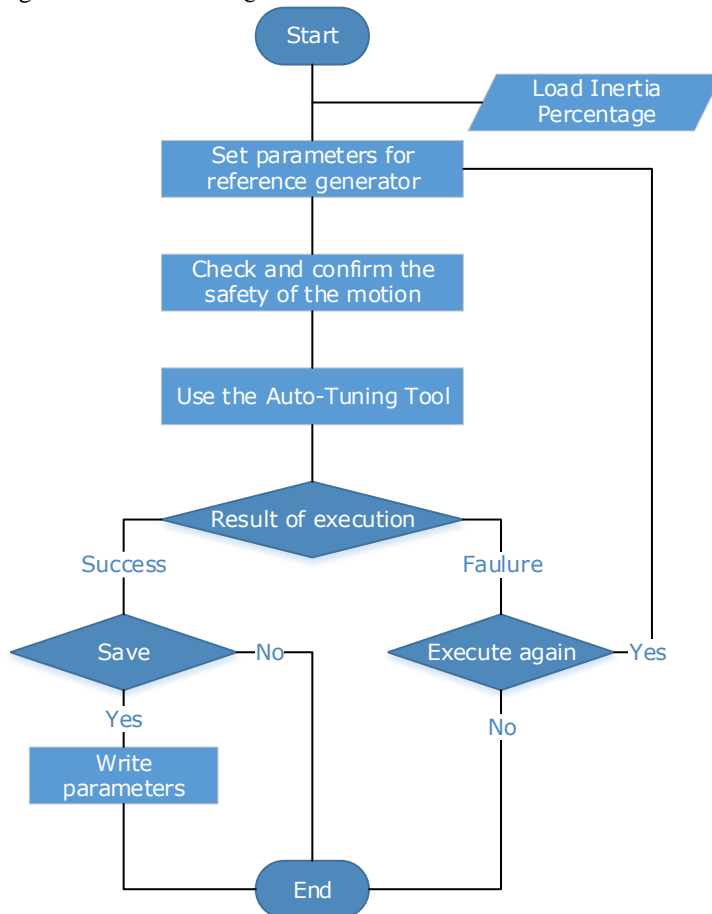 Start
Load Inertia
Percentage
Set parameters for
reference generator
Check and confirm the
safety of the motion
Use the Auto-Tuning Tool
Result of execution
Success
Faulure
Save
No
Execute again
Yes
Yes
No
Write
parameters
End